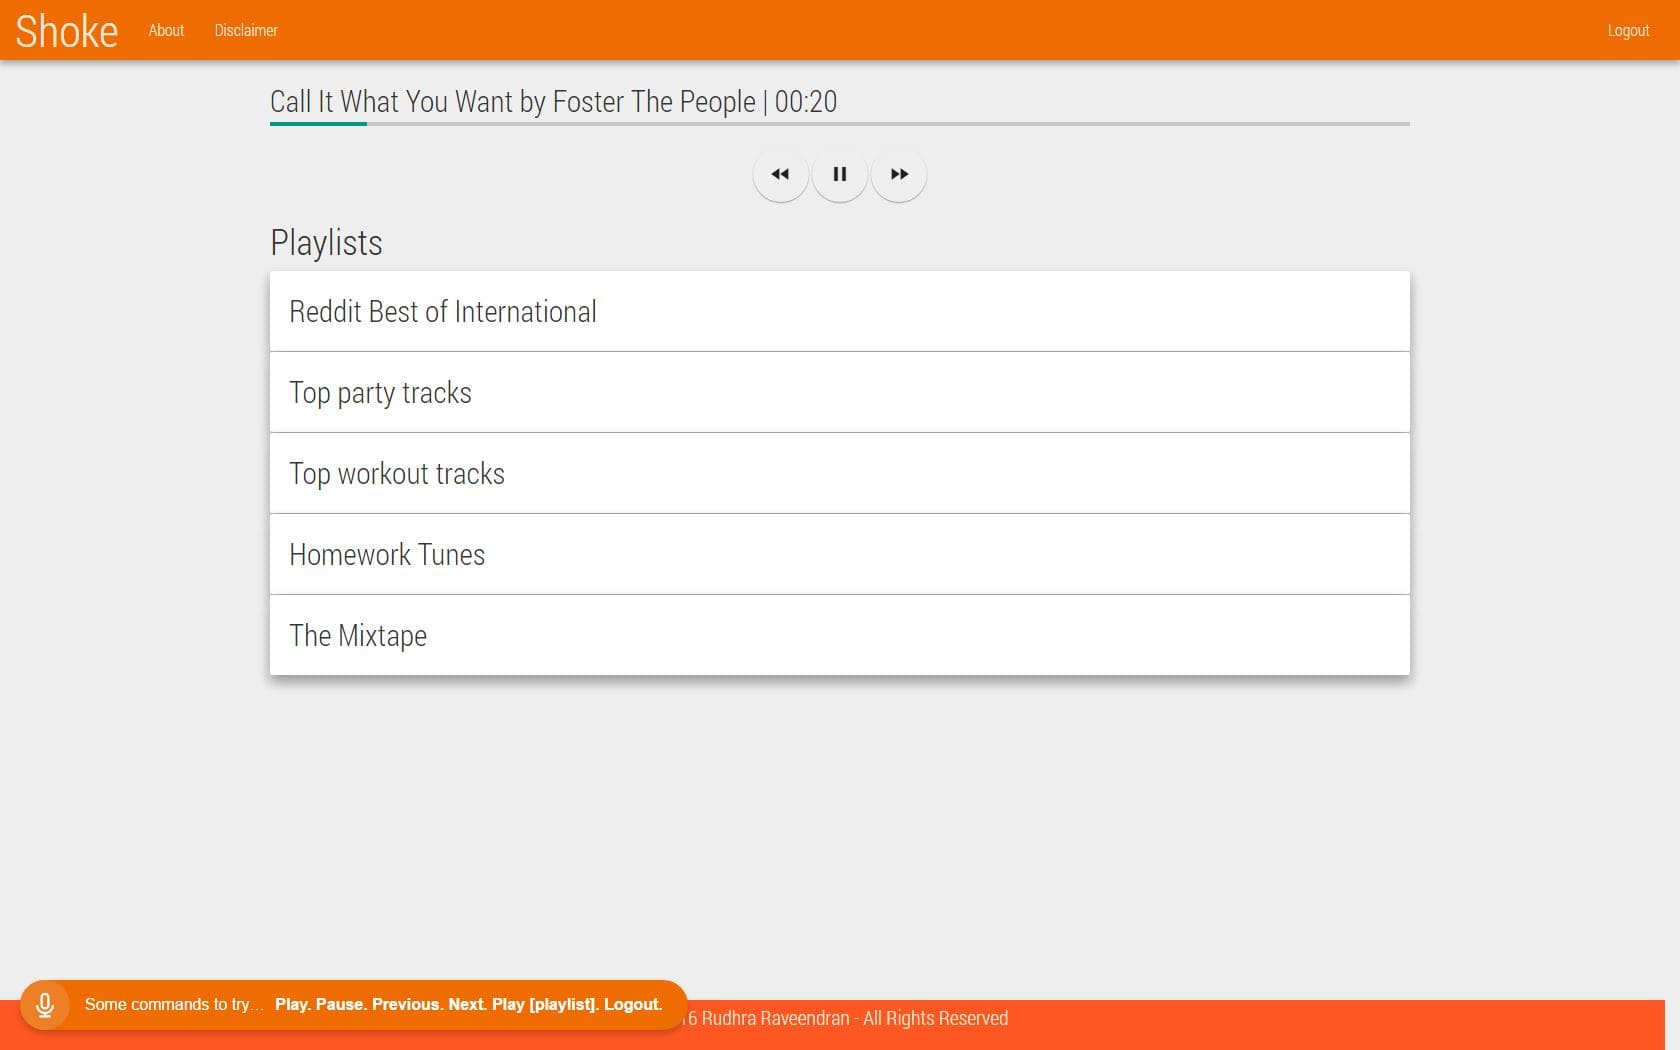 Shoke About Disclaimer Logout
Call It What You Want by Foster The People | 00:20
Playlists
Reddit Best of International
Top party tracks
Top workout tracks
Homework Tunes
The Mixtape
Some commands to try... Play. Pause. Previous. Next. Play [playlist]. Logout.
6 Rudhra Raveendran - All Rights Reserved